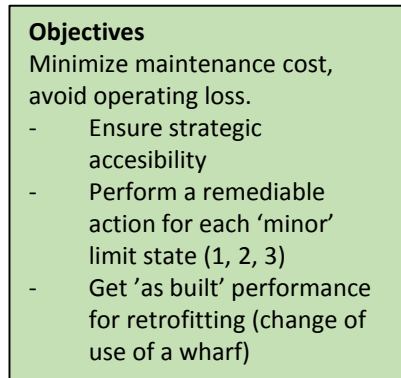 Objectives
Minimize maintenance cost,
avoid operating loss.
- Ensure strategic
accesibility
- Perform a remediable
action for each ‘minor’
limit state (1, 2, 3)
- Get ’as built’ performance
for retrofitting (change of
use of a wharf)